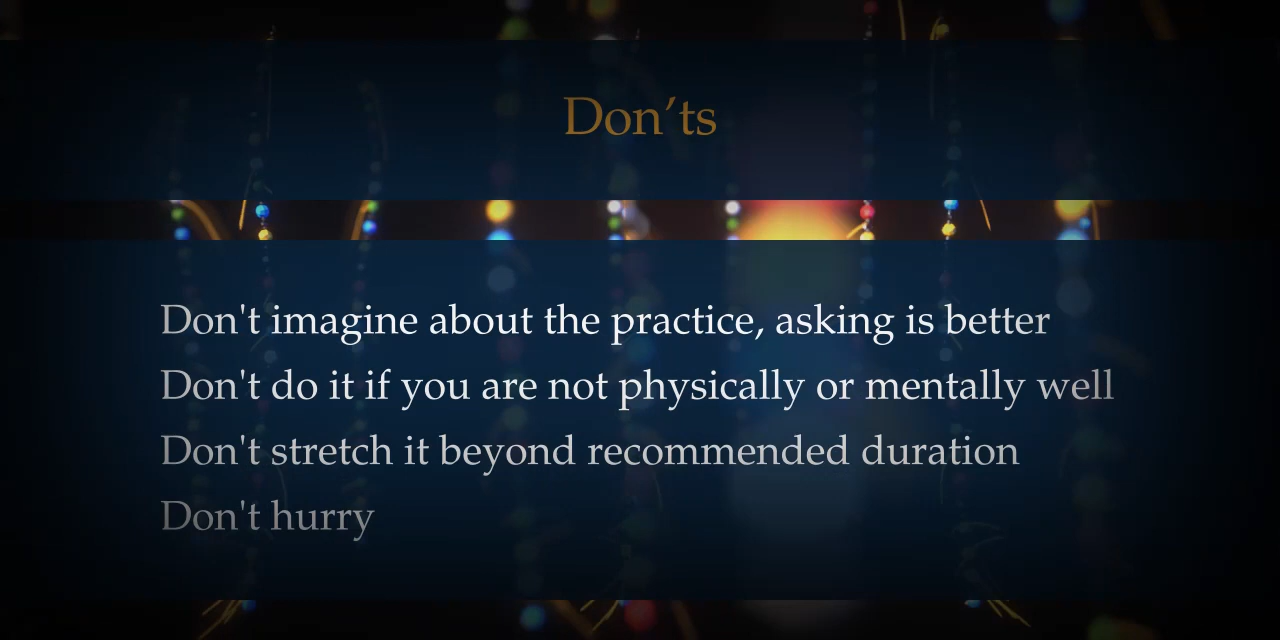 Don’ts
Don't imagine about the practice, asking is better
Don't do it if you are not physically or mentally well
Don't stretch it beyond recommended duration
Don't hurry